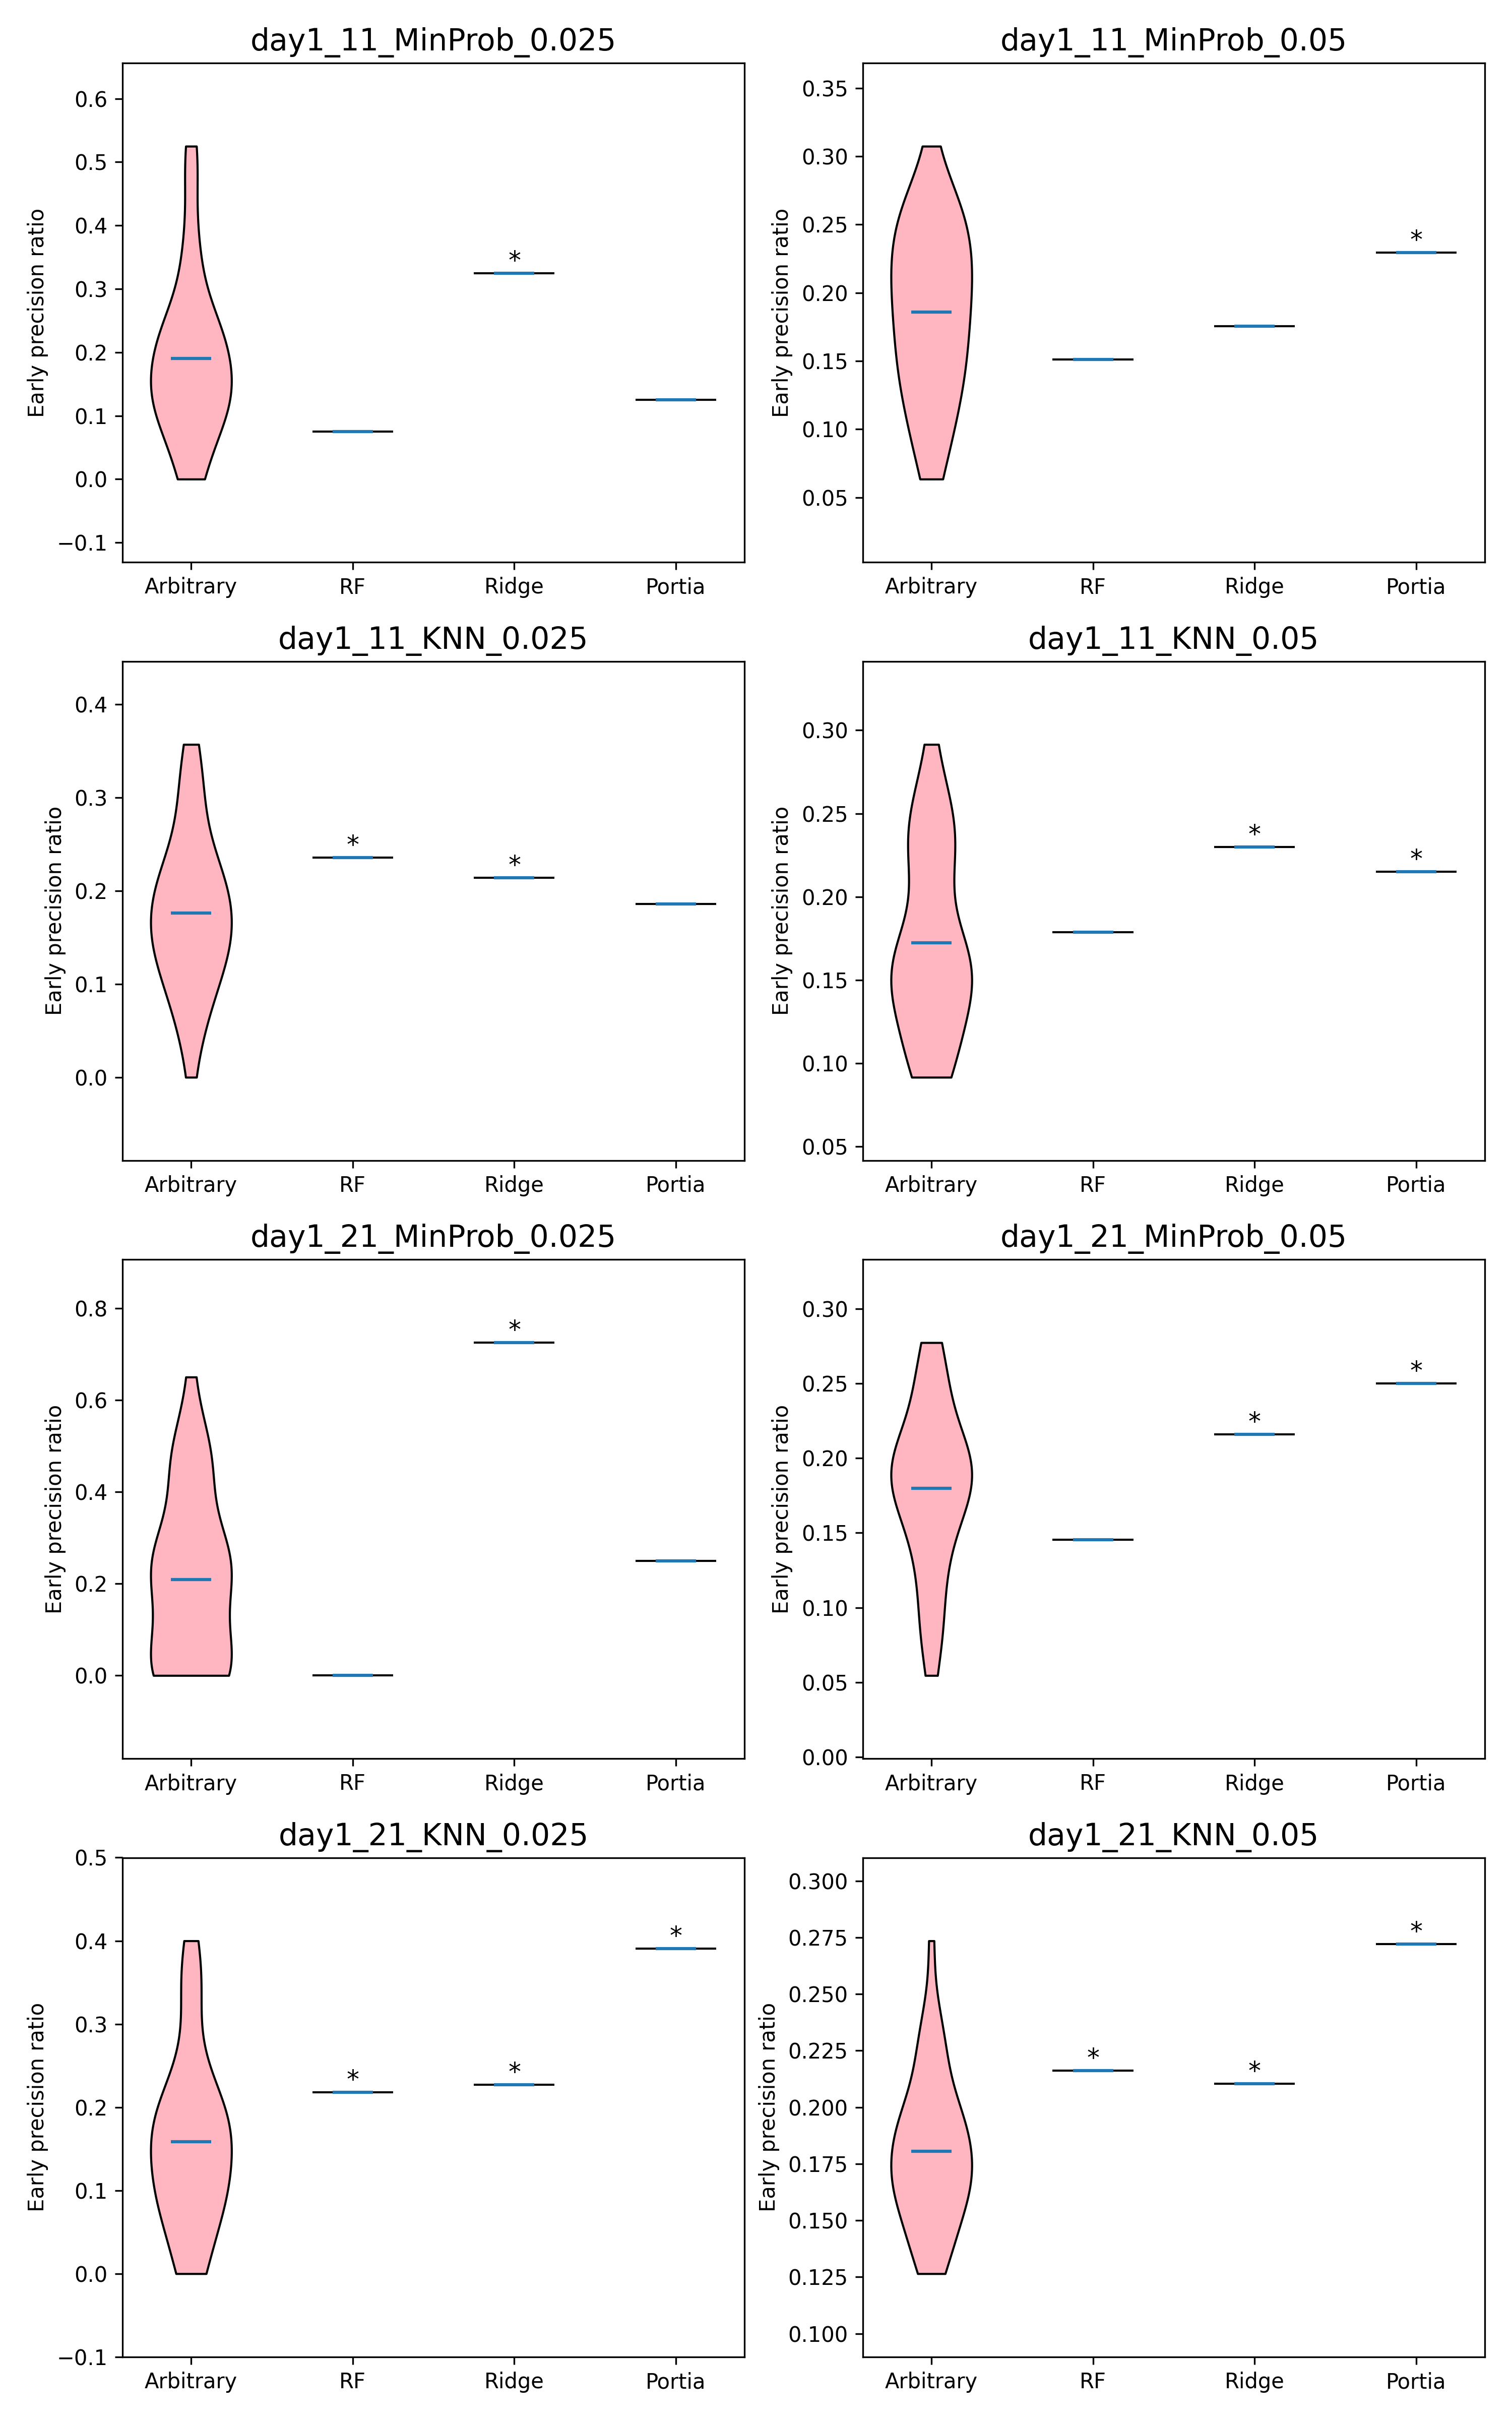 day1_11_MinProb_0.025
Early precision ratio
0.6
0.5
0.4
0.3
0.2
0.1
0.0
−0.1
Arbitrary RF Ridge Portia
*
day1_11_MinProb_0.05
Early precision ratio
0.35
0.30
0.25
0.20
0.15
0.10
0.05
Arbitrary RF Ridge Portia
*
day1_11_KNN_0.025
Early precision ratio
0.4
0.3
0.2
0.1
0.0
Arbitrary RF Ridge Portia
* *
day1_11_KNN_0.05
Early precision ratio
0.30
0.25
0.20
0.15
0.10
0.05
Arbitrary RF Ridge Portia
* *
day1_21_MinProb_0.025
Early precision ratio
0.8
0.6
0.4
0.2
0.0
Arbitrary RF Ridge Portia
*
day1_21_MinProb_0.05
Early precision ratio
0.30
0.25
0.20
0.15
0.10
0.05
0.00
Arbitrary RF Ridge Portia
* *
day1_21_KNN_0.025
Early precision ratio
0.5
0.4
0.3
0.2
0.1
0.0
−0.1
Arbitrary RF Ridge Portia
* * *
day1_21_KNN_0.05
Early precision ratio
0.300
0.275
0.250
0.225
0.200
0.175
0.150
0.125
0.100
Arbitrary RF Ridge Portia
* * *